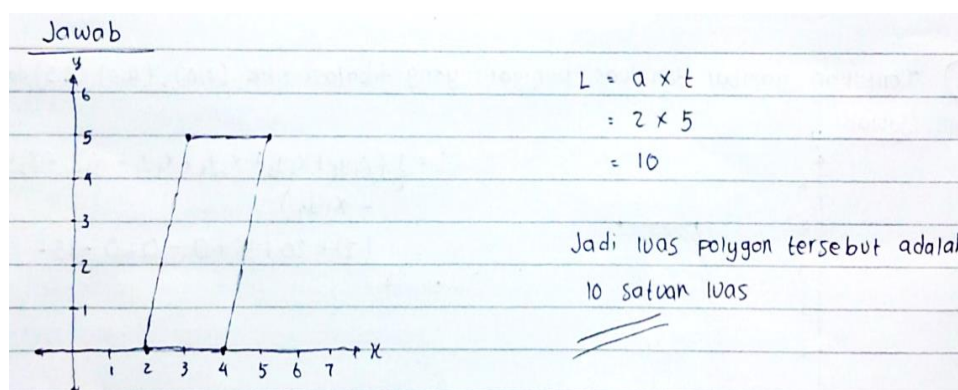 Jawab
y
6
5
4
3
2
1
1 2 3 4 5 6 7 x
L = a x t
= 2 x 5
= 10
Jadi luas polygon tersebut adalah
10 satuan luas